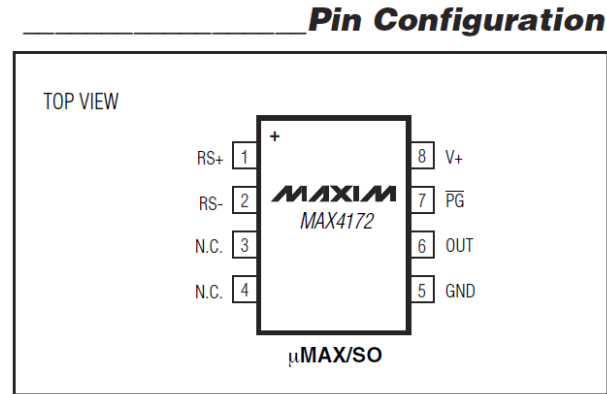 Pin Configuration
TOP VIEW
+
RS+ 1
8 V+
RS- 2
MAXIM
7 P̅G̅
MAX4172
N.C. 3
6 OUT
N.C. 4
5 GND
µMAX/SO